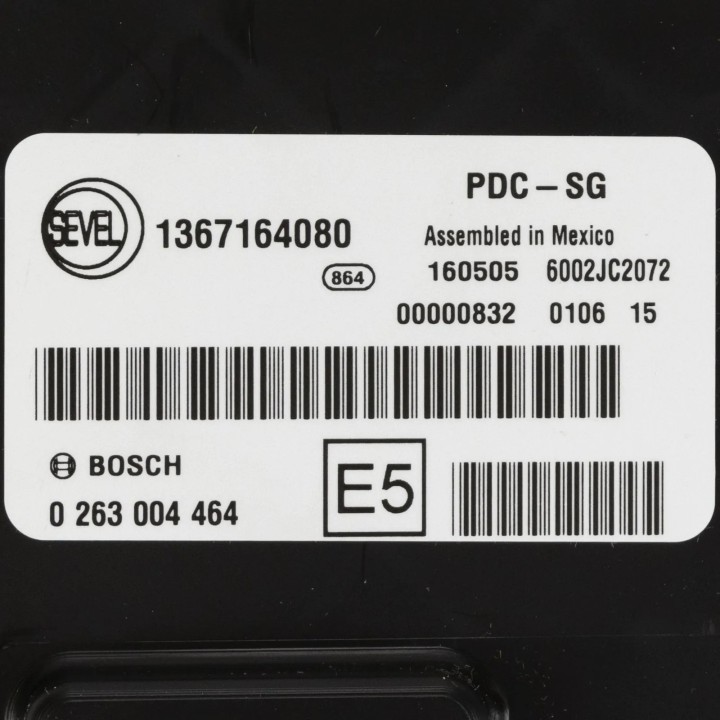 SEVEL 1367164080
864
PDC – SG
Assembled in Mexico
160505 6002JC2072
00000832 0106 15
BOSCH
0 263 004 464
E5